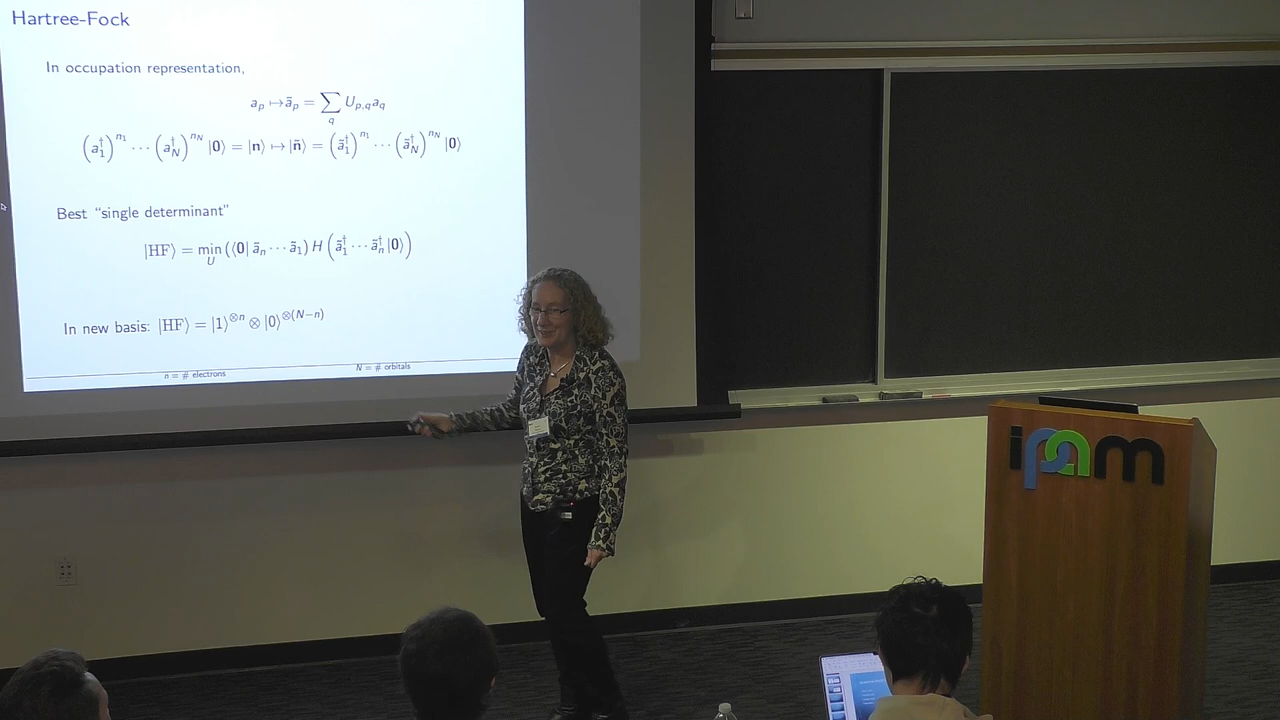 Hartree-Fock
In occupation representation,
a_p ↦ ã_p = ∑_q U_{p,q} a_q
(a_1^†)^{n_1} ⋯ (a_N^†)^{n_N} |0⟩ = |n⟩ ↦ |ñ⟩ = (ã_1^†)^{n_1} ⋯ (ã_N^†)^{n_N} |0⟩
Best “single determinant”
|HF⟩ = min_U (⟨0| ã_n ⋯ ã_1) H (ã_1^† ⋯ ã_n^† |0⟩)
In new basis: |HF⟩ = |1⟩^{⊗n} ⊗ |0⟩^{⊗(N−n)}
n = # electrons N = # orbitals
ipam